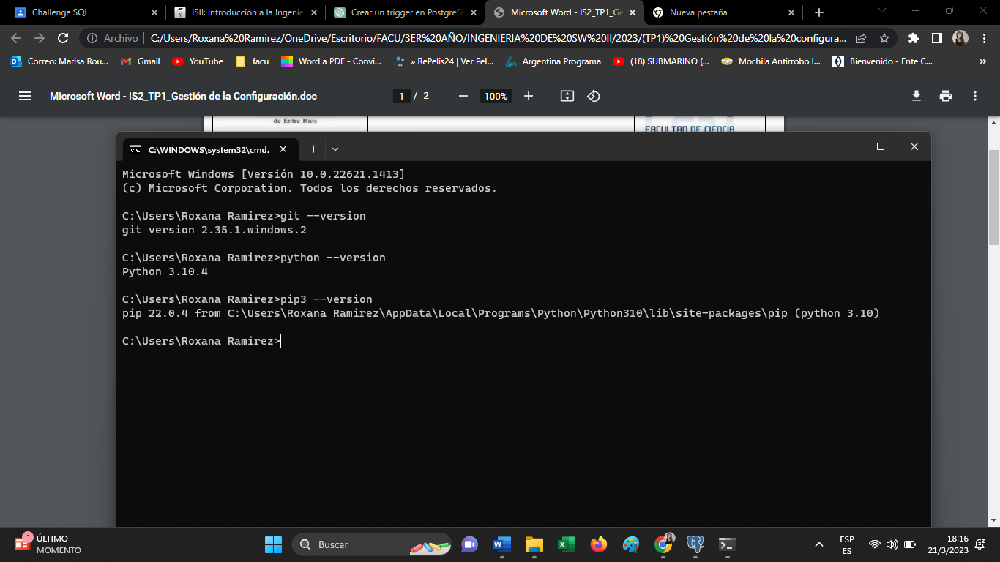 Challenge SQL
ISII: Introducción a la Ingenie
Crear un trigger en PostgreSQ
Microsoft Word - IS2_TP1_Ge
Nueva pestaña
Archivo
C:/Users/Roxana%20Ramirez/OneDrive/Escritorio/FACU/3ER%20AÑO/INGENIERIA%20DE%20SW%20II/2023/(TP1)%20Gestión%20de%20la%20configura...
Correo: Marisa Rou...
Gmail
YouTube
facu
Word a PDF - Convi...
» RePelis24 | Ver Pel...
Argentina Programa
(18) SUBMARINO (...
Mochila Antirrobo I...
Bienvenido - Ente C...
»
Microsoft Word - IS2_TP1_Gestión de la Configuración.doc
1 / 2
100%
de Entre Ríos
FACULTAD DE CIENCIA
C:\WINDOWS\system32\cmd.
Microsoft Windows [Versión 10.0.22621.1413]
(c) Microsoft Corporation. Todos los derechos reservados.
C:\Users\Roxana Ramirez>git --version
git version 2.35.1.windows.2
C:\Users\Roxana Ramirez>python --version
Python 3.10.4
C:\Users\Roxana Ramirez>pip3 --version
pip 22.0.4 from C:\Users\Roxana Ramirez\AppData\Local\Programs\Python\Python310\lib\site-packages\pip (python 3.10)
C:\Users\Roxana Ramirez>
1
ÚLTIMO
MOMENTO
Buscar
ESP
ES
18:16
21/3/2023